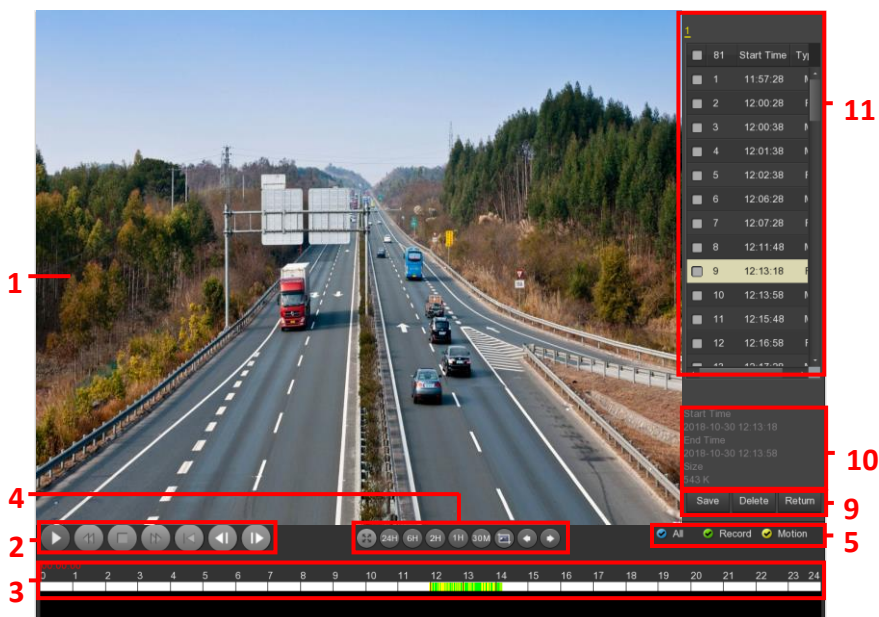 1
81 Start Time Ty
1 11:57:28 M
2 12:00:28 F
3 12:00:38 M
4 12:01:38 M
5 12:02:38 F
6 12:06:28 M
7 12:07:28 F
8 12:11:48 M
9 12:13:18 F
10 12:13:58 M
11 12:15:48 M
12 12:16:58 F
11
1
Start Time
2018-10-30 12:13:18
End Time
2018-10-30 12:13:58
Size
543 K
10
Save Delete Return
9
4
2
24H 6H 2H 1H 30M
All Record Motion
5
3
0 1 2 3 4 5 6 7 8 9 10 11 12 13 14 15 16 17 18 19 20 21 22 23 24